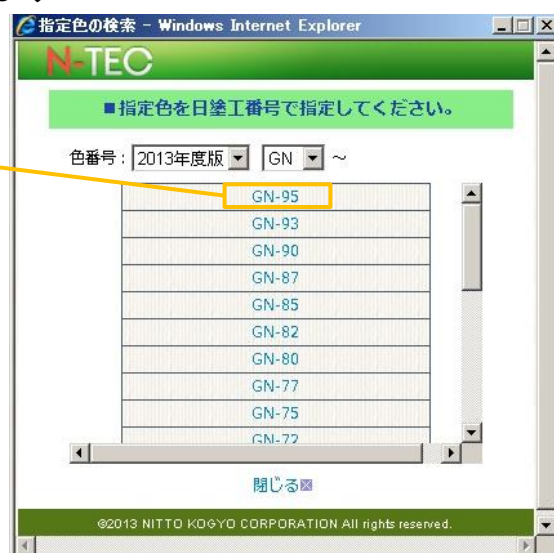 指定色の検索 - Windows Internet Explorer
N-TEC
■指定色を日塗工番号で指定してください。
色番号: 2013年度版 GN ～
GN-95
GN-93
GN-90
GN-87
GN-85
GN-82
GN-80
GN-77
GN-75
GN-72
閉じる
©2013 NITTO KOGYO CORPORATION All rights reserved.